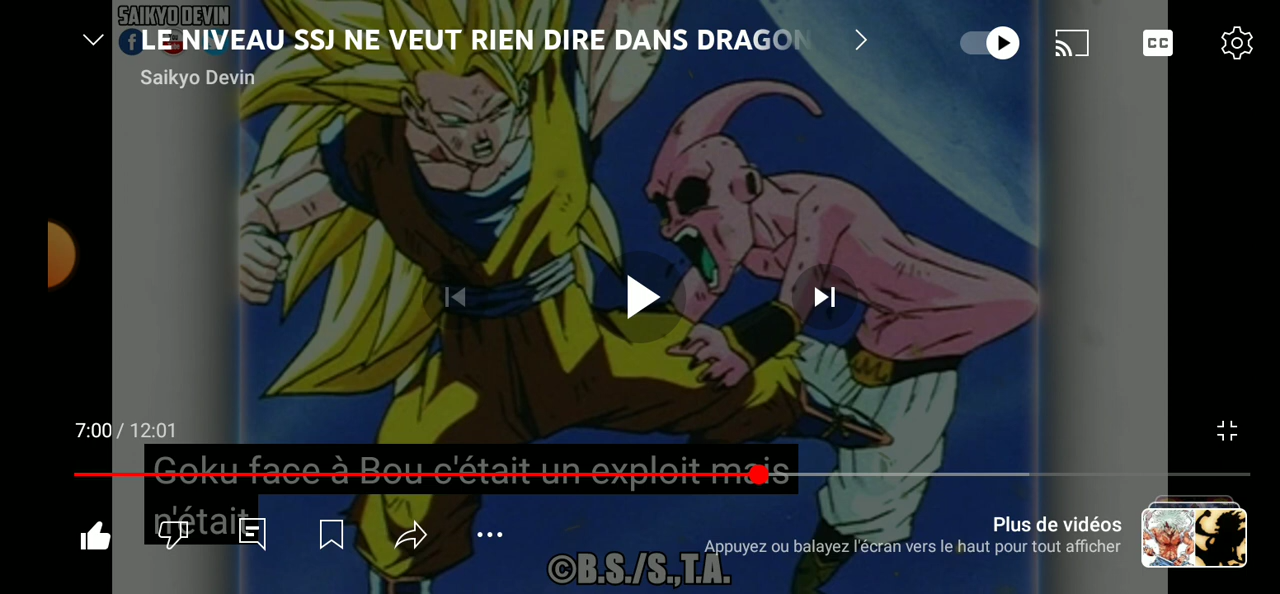 SAIKYO DEVIN
LE NIVEAU SSJ NE VEUT RIEN DIRE DANS DRAGON
Saikyo Devin
CC
7:00 / 12:01
Goku face à Bou c'était un exploit mais
n'était
Plus de vidéos
Appuyez ou balayez l'écran vers le haut pour tout afficher
©B.S./S.,T.A.